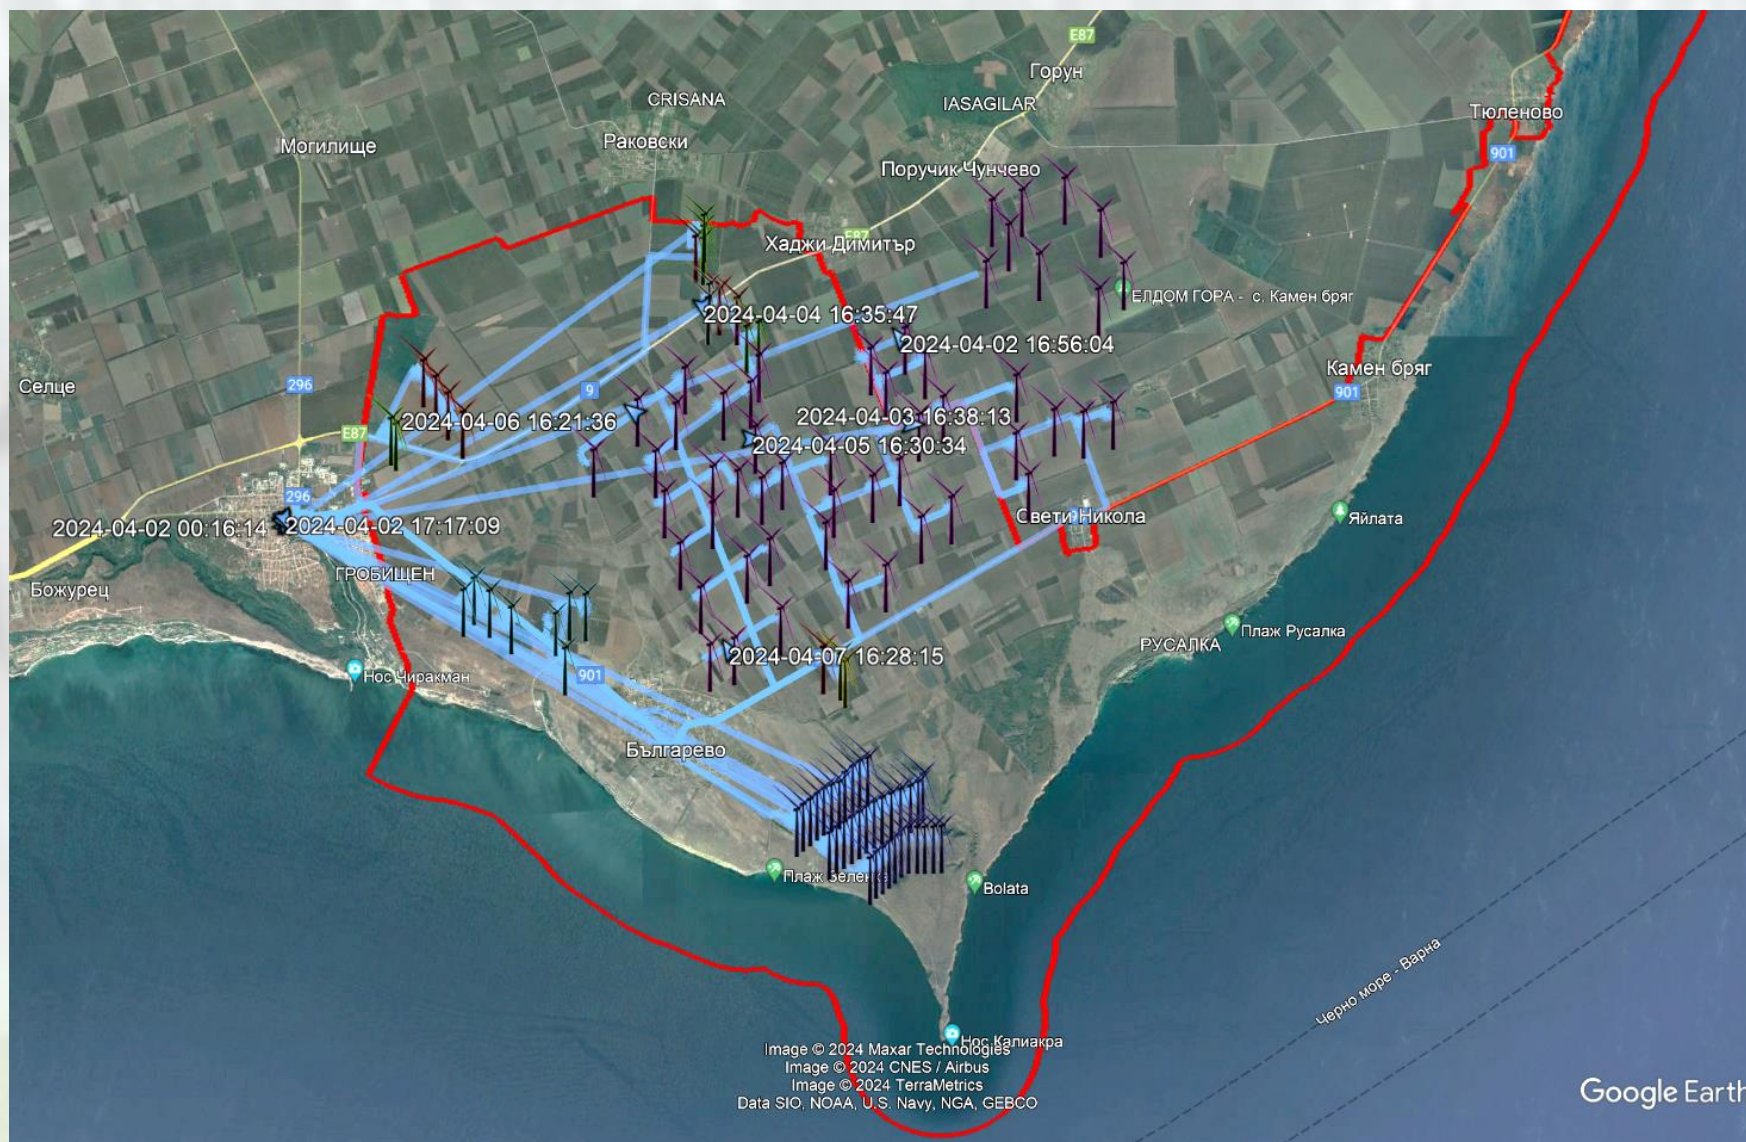 E87
Горун
CRISANA
IASAGILAR
Тюленово
Могилище
Раковски
901
Поручик Чунчево
E87
Хаджи Димитър
ЕЛДОМ ГОРА - с. Камен бряг
2024-04-04 16:35:47
2024-04-02 16:56:04
Камен бряг
Селце
296
9
901
2024-04-03 16:38:13
2024-04-06 16:21:36
E87
2024-04-05 16:30:34
296
2024-04-02 00:16:14
2024-04-02 17:17:09
Свети Никола
Яйлата
ГРОБИЩЕН
Божурец
Плаж Русалка
РУСАЛКА
2024-04-07 16:28:15
Нос Чиракман
901
Българево
Плаж Зеленка
Bolata
Черно море - Варна
Нос Калиакра
Image © 2024 Maxar Technologies
Image © 2024 CNES / Airbus
Image © 2024 TerraMetrics
Data SIO, NOAA, U.S. Navy, NGA, GEBCO
Google Earth